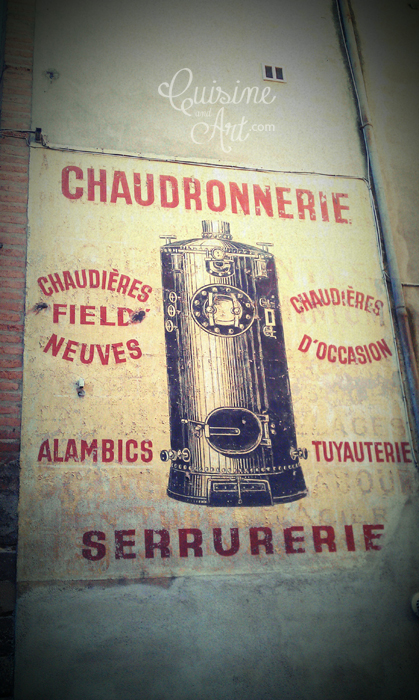 Cuisine
and
Art.com
CHAUDRONNERIE
CHAUDIÈRES
FIELD
NEUVES
CHAUDIÈRES
D'OCCASION
ALAMBICS
TUYAUTERIE
SERRURERIE